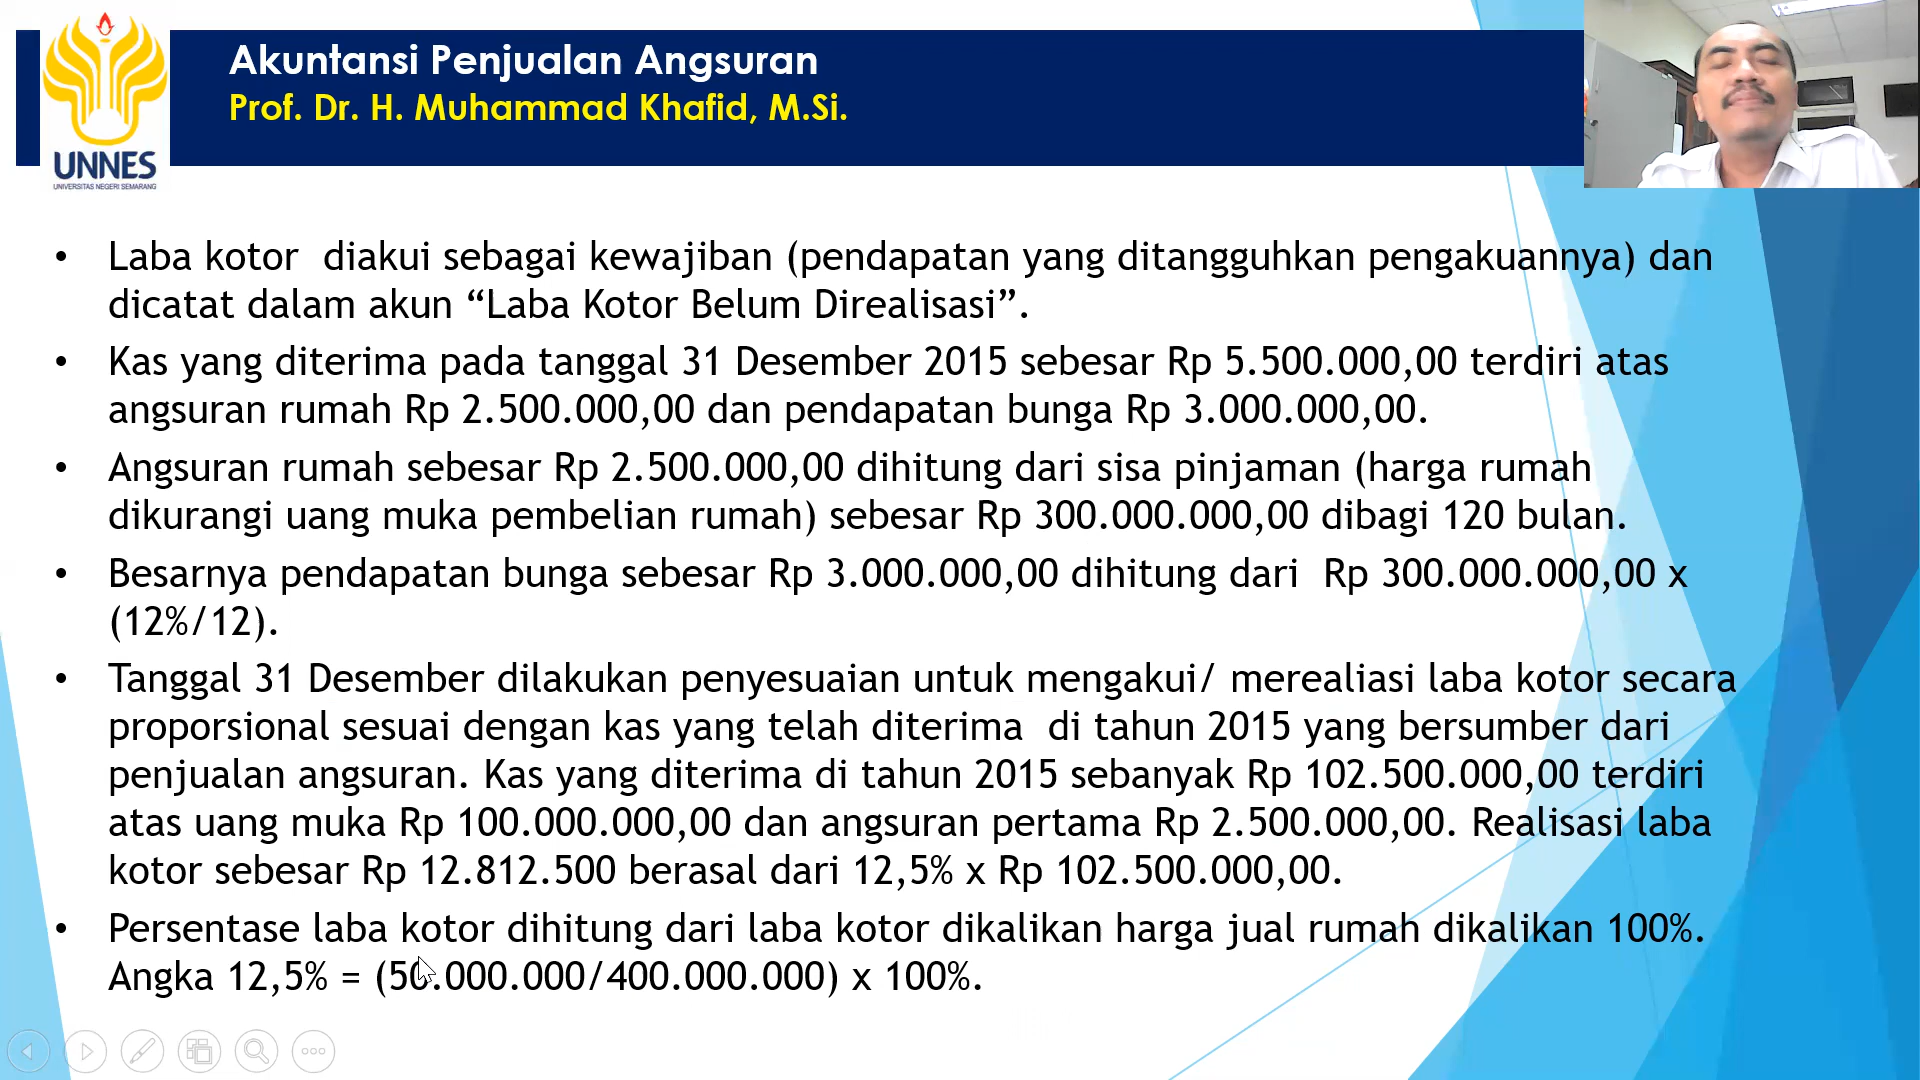 Akuntansi Penjualan Angsuran
Prof. Dr. H. Muhammad Khafid, M.Si.
UNNES
UNIVERSITAS NEGERI SEMARANG
• Laba kotor diakui sebagai kewajiban (pendapatan yang ditangguhkan pengakuannya) dan
dicatat dalam akun “Laba Kotor Belum Direalisasi”.
• Kas yang diterima pada tanggal 31 Desember 2015 sebesar Rp 5.500.000,00 terdiri atas
angsuran rumah Rp 2.500.000,00 dan pendapatan bunga Rp 3.000.000,00.
• Angsuran rumah sebesar Rp 2.500.000,00 dihitung dari sisa pinjaman (harga rumah
dikurangi uang muka pembelian rumah) sebesar Rp 300.000.000,00 dibagi 120 bulan.
• Besarnya pendapatan bunga sebesar Rp 3.000.000,00 dihitung dari Rp 300.000.000,00 x
(12%/12).
• Tanggal 31 Desember dilakukan penyesuaian untuk mengakui/ merealiasi laba kotor secara
proporsional sesuai dengan kas yang telah diterima di tahun 2015 yang bersumber dari
penjualan angsuran. Kas yang diterima di tahun 2015 sebanyak Rp 102.500.000,00 terdiri
atas uang muka Rp 100.000.000,00 dan angsuran pertama Rp 2.500.000,00. Realisasi laba
kotor sebesar Rp 12.812.500 berasal dari 12,5% x Rp 102.500.000,00.
• Persentase laba kotor dihitung dari laba kotor dikalikan harga jual rumah dikalikan 100%.
Angka 12,5% = (50.000.000/400.000.000) x 100%.